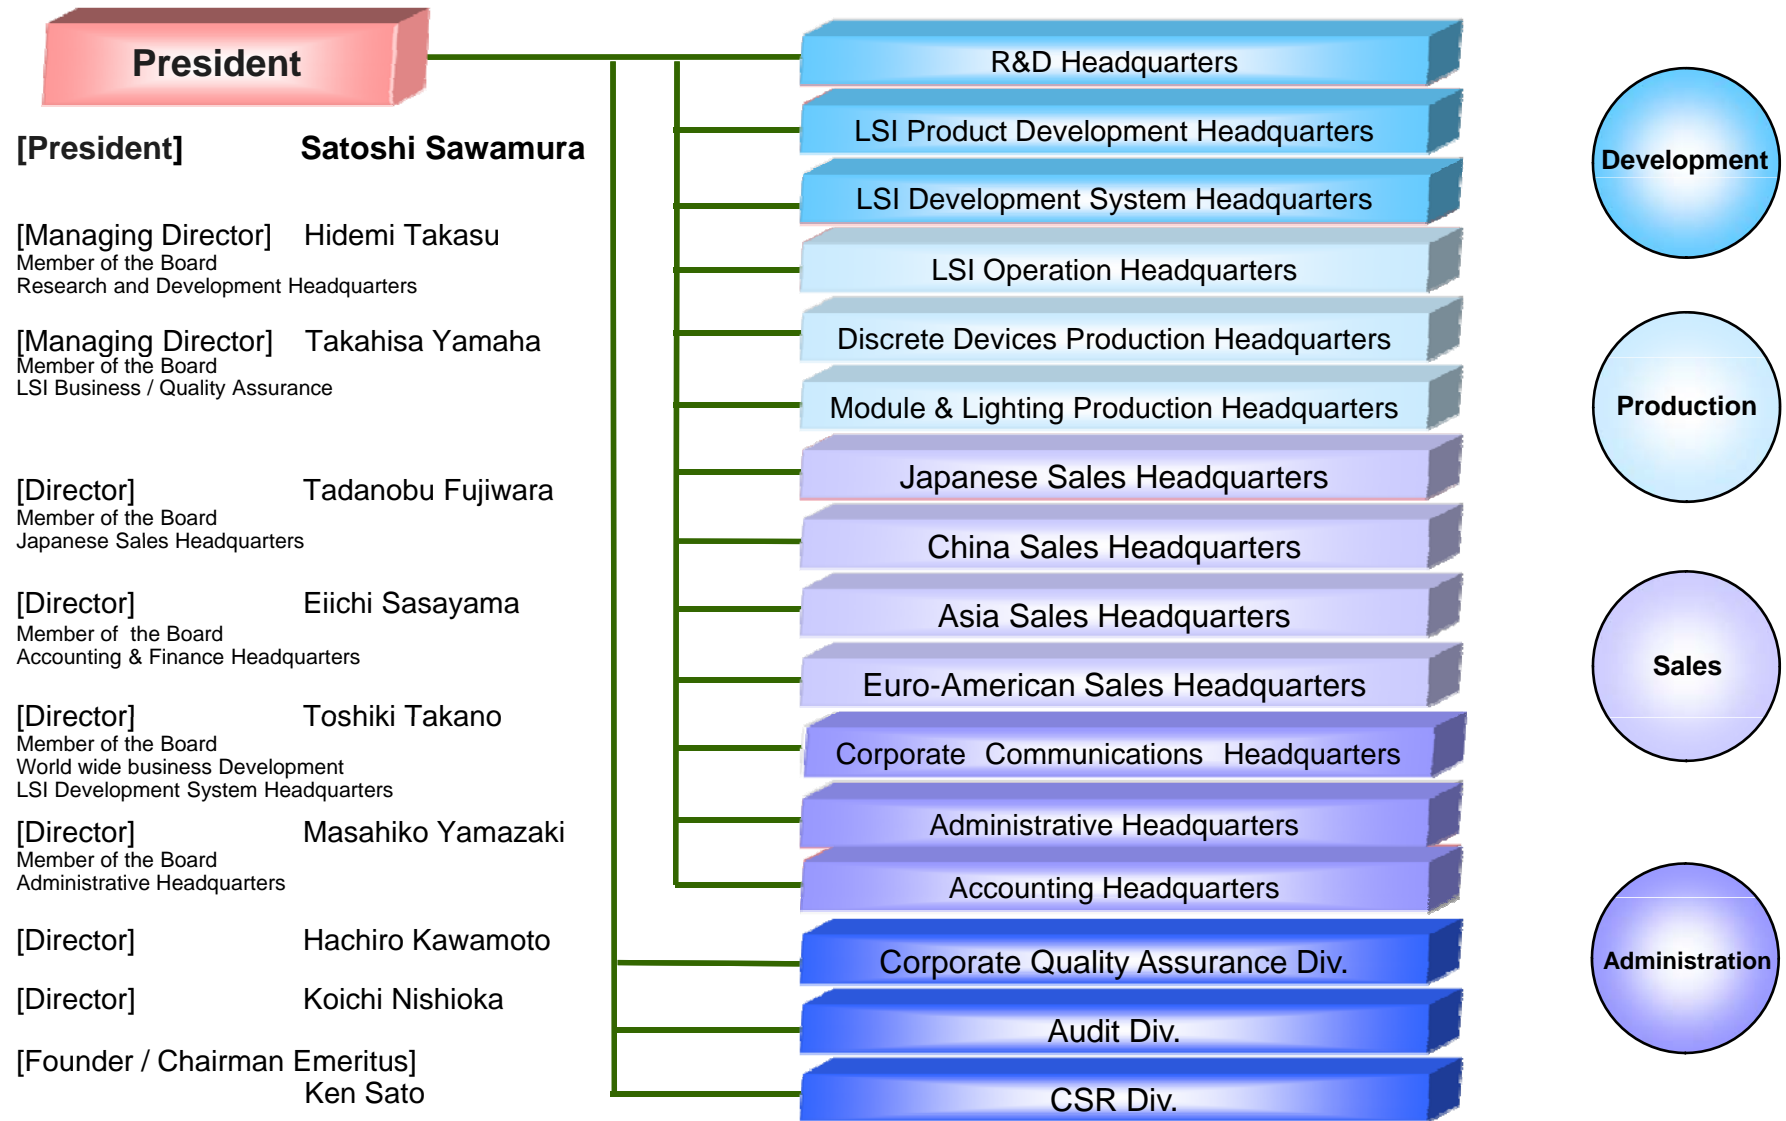 President
[President] Satoshi Sawamura
[Managing Director] Hidemi Takasu
Member of the Board
Research and Development Headquarters
[Managing Director] Takahisa Yamaha
Member of the Board
LSI Business / Quality Assurance
[Director] Tadanobu Fujiwara
Member of the Board
Japanese Sales Headquarters
[Director] Eiichi Sasayama
Member of the Board
Accounting & Finance Headquarters
[Director] Toshiki Takano
Member of the Board
World wide business Development
LSI Development System Headquarters
[Director] Masahiko Yamazaki
Member of the Board
Administrative Headquarters
[Director] Hachiro Kawamoto
[Director] Koichi Nishioka
[Founder / Chairman Emeritus]
Ken Sato
R&D Headquarters
LSI Product Development Headquarters
LSI Development System Headquarters
LSI Operation Headquarters
Discrete Devices Production Headquarters
Module & Lighting Production Headquarters
Japanese Sales Headquarters
China Sales Headquarters
Asia Sales Headquarters
Euro-American Sales Headquarters
Corporate Communications Headquarters
Administrative Headquarters
Accounting Headquarters
Corporate Quality Assurance Div.
Audit Div.
CSR Div.
Development
Production
Sales
Administration